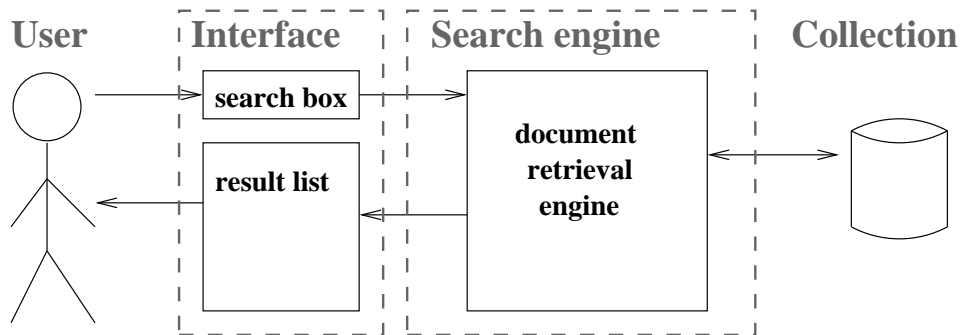 User
Interface
Search engine
Collection
search box
result list
document
retrieval
engine